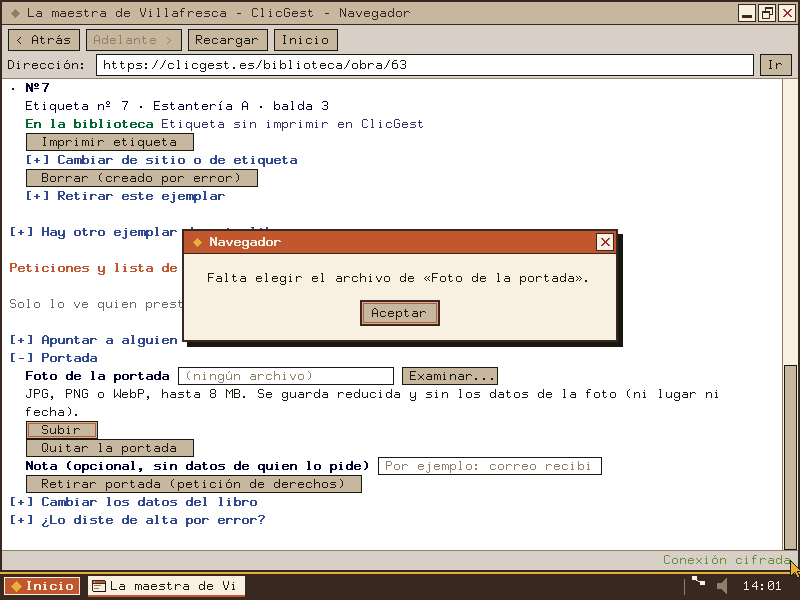 La maestra de Villafresca - ClicGest - Navegador
< Atrás Adelante > Recargar Inicio
Dirección: https://clicgest.es/biblioteca/obra/63 Ir
· Nº7
Etiqueta nº 7 · Estantería A · balda 3
En la biblioteca Etiqueta sin imprimir en ClicGest
Imprimir etiqueta
[+] Cambiar de sitio o de etiqueta
Borrar (creado por error)
[+] Retirar este ejemplar
[+] Hay otro ejemplar
Navegador
Peticiones y lista de
Falta elegir el archivo de «Foto de la portada».
Solo lo ve quien prest
Aceptar
[+] Apuntar a alguien
[-] Portada
Foto de la portada (ningún archivo) Examinar...
JPG, PNG o WebP, hasta 8 MB. Se guarda reducida y sin los datos de la foto (ni lugar ni
fecha).
Subir
Quitar la portada
Nota (opcional, sin datos de quien lo pide) Por ejemplo: correo recibi
Retirar portada (petición de derechos)
[+] Cambiar los datos del libro
[+] ¿Lo diste de alta por error?
Conexión cifrada
Inicio La maestra de Vi 14:01